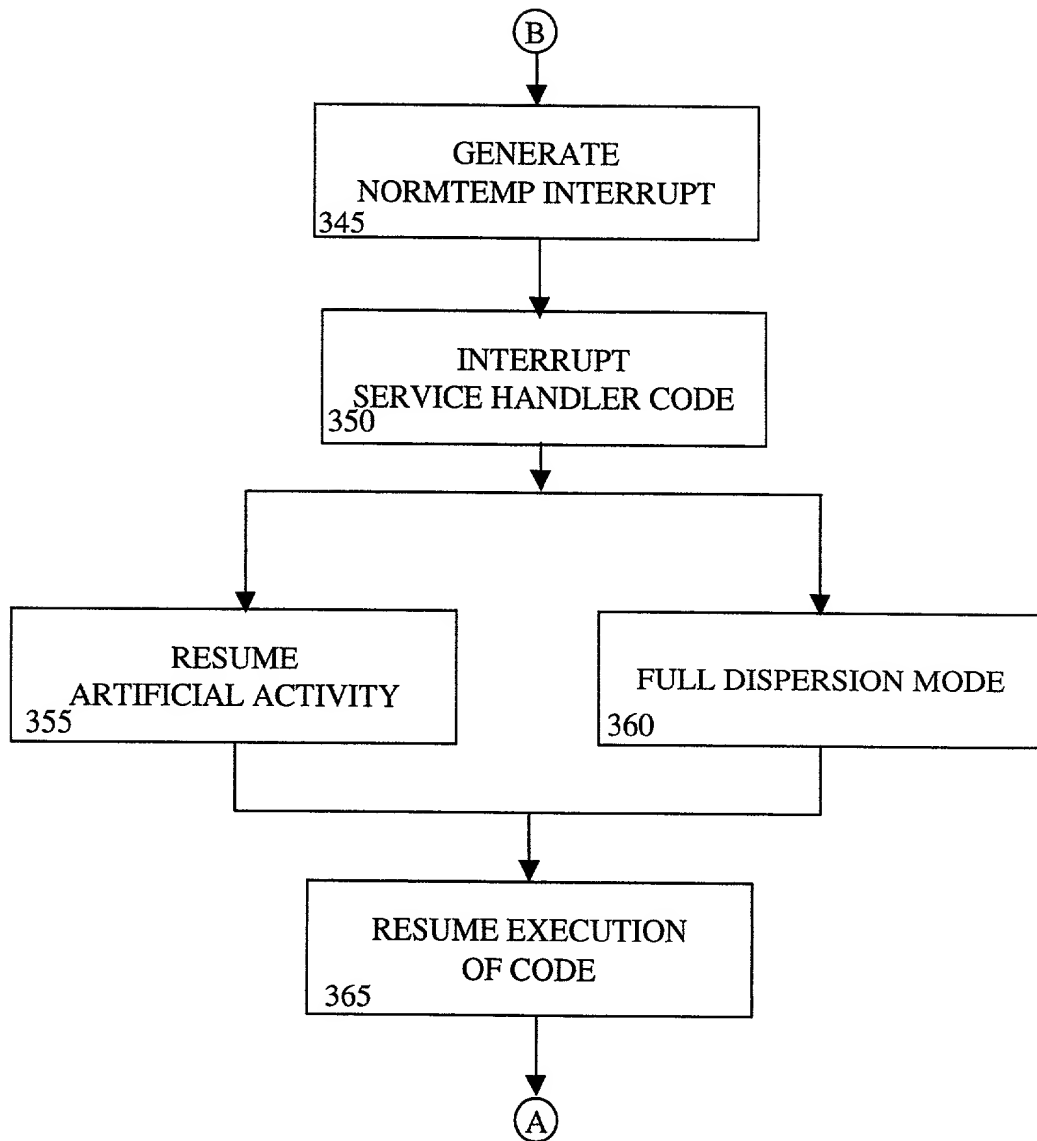 B
GENERATE
NORMTEMP INTERRUPT
345
INTERRUPT
SERVICE HANDLER CODE
350
RESUME
ARTIFICIAL ACTIVITY
355
FULL DISPERSION MODE
360
RESUME EXECUTION
OF CODE
365
A